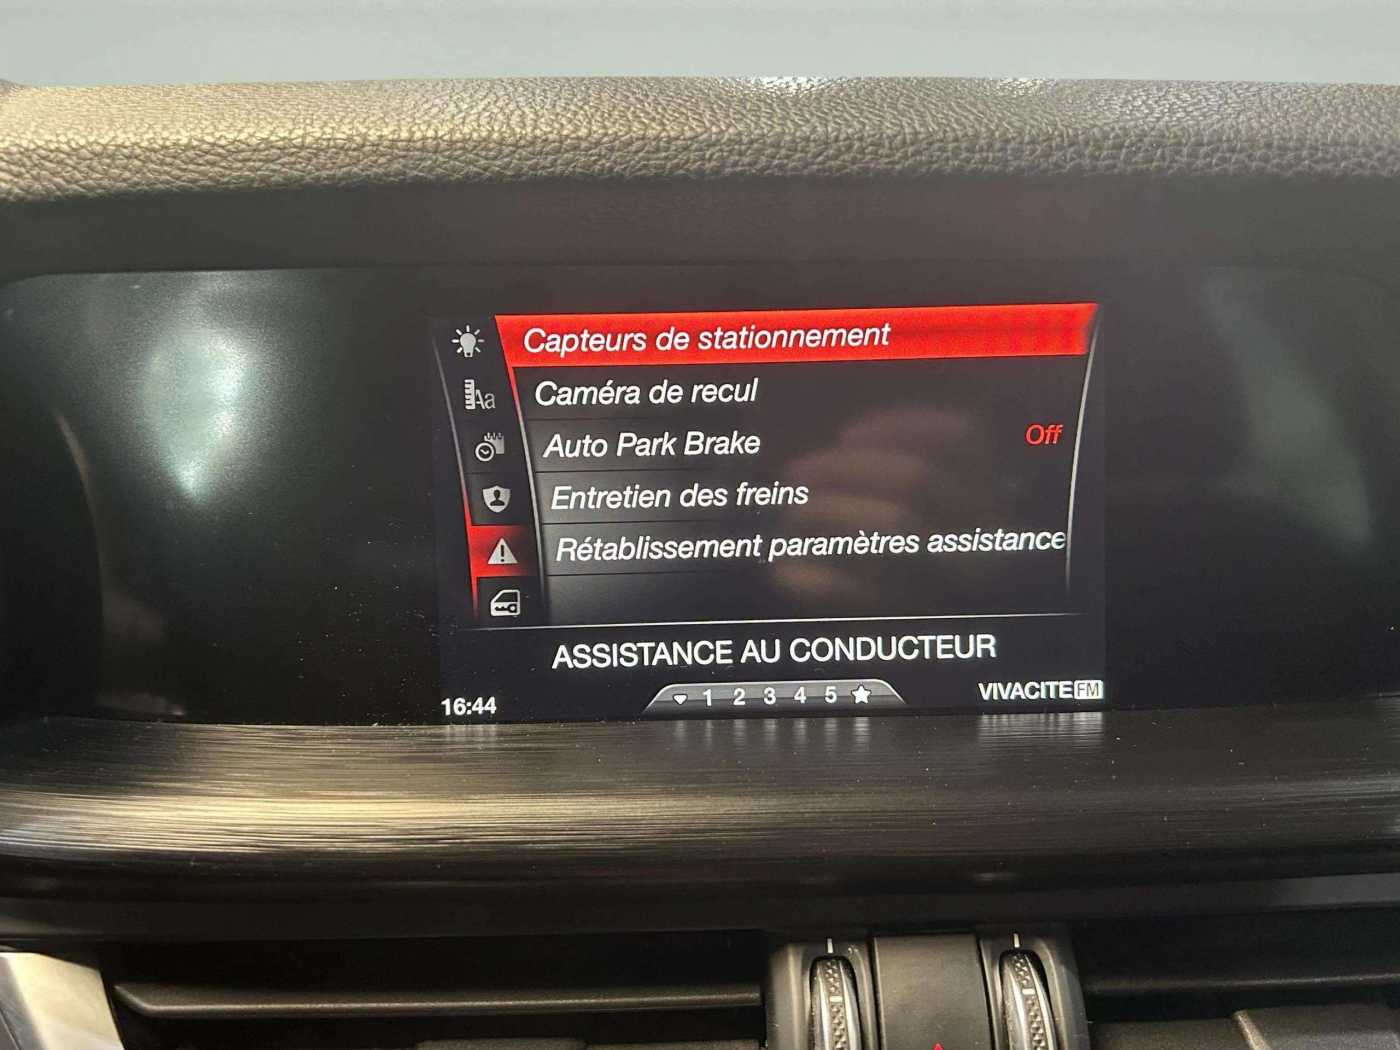 Capteurs de stationnement
Aa
Caméra de recul
Auto Park Brake
Off
Entretien des freins
Rétablissement paramètres assistance
ASSISTANCE AU CONDUCTEUR
16:44
1 2 3 4 5
VIVACITE FM